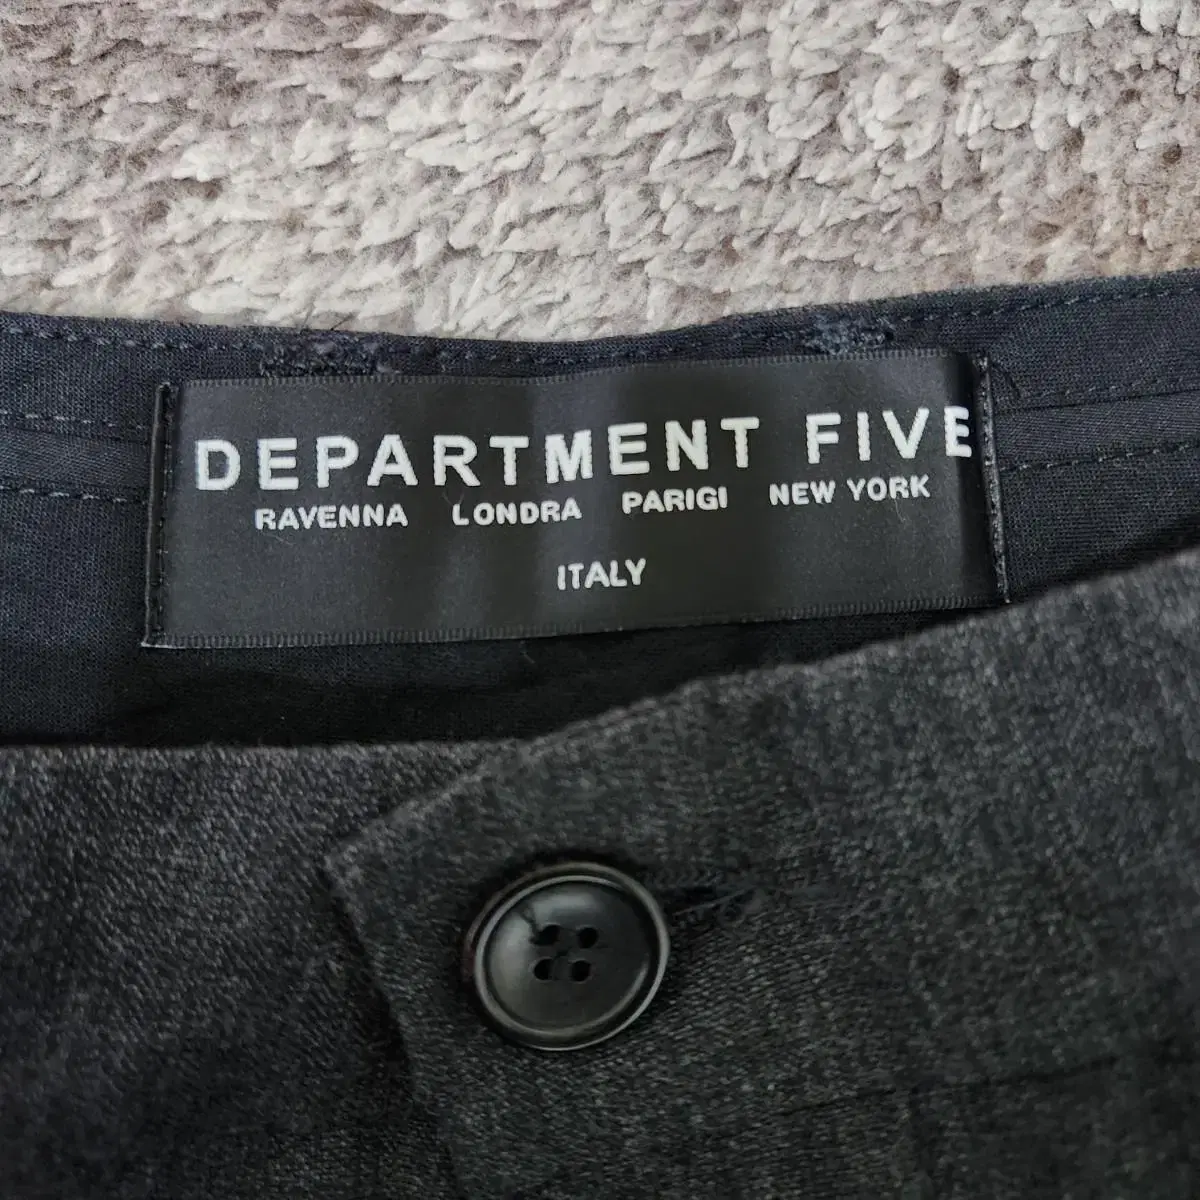 DEPARTMENT FIVE
RAVENNA LONDRA PARIGI NEW YORK
ITALY